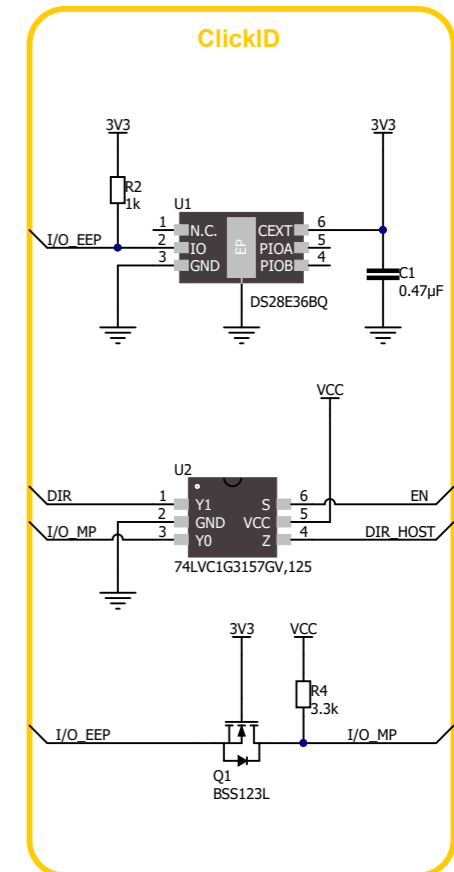 ClickID
3V3
3V3
R2
1k
U1
1
N.C.
CEXT
6
I/O_EEP
2
IO
PIOA
5
3
GND
PIOB
4
EP
C1
0.47µF
DS28E36BQ
VCC
U2
DIR
1
Y1
S
6
EN
2
GND
VCC
5
I/O_MP
3
Y0
Z
4
DIR_HOST
74LVC1G3157GV,125
3V3
VCC
R4
3.3k
I/O_EEP
I/O_MP
Q1
BSS123L